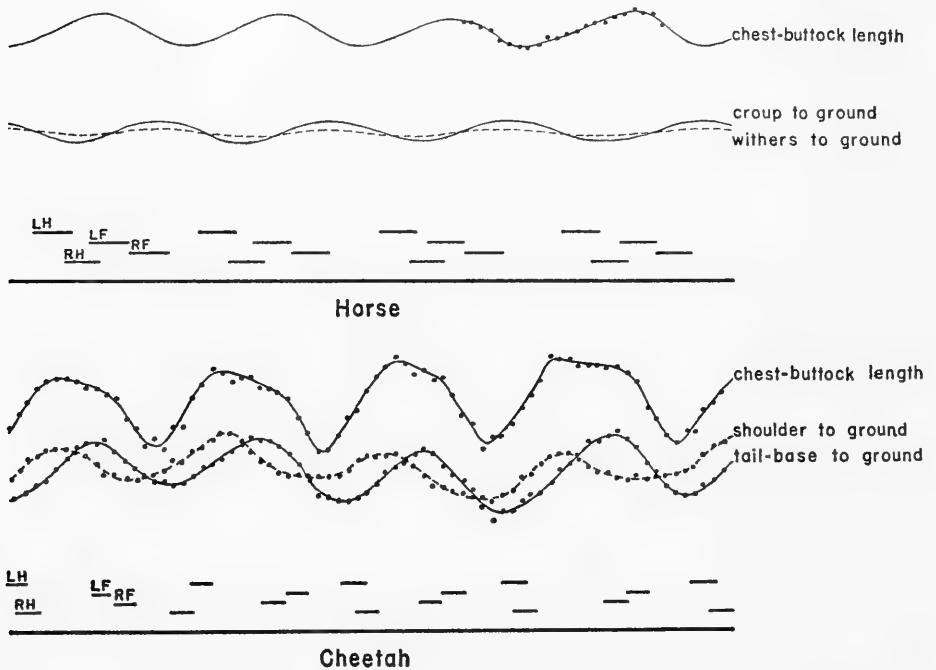 chest-buttock length
croup to ground
withers to ground
LH
LF
RH
RF
Horse
chest-buttock length
shoulder to ground
tail-base to ground
LH
LF
RF
RH
Cheetah